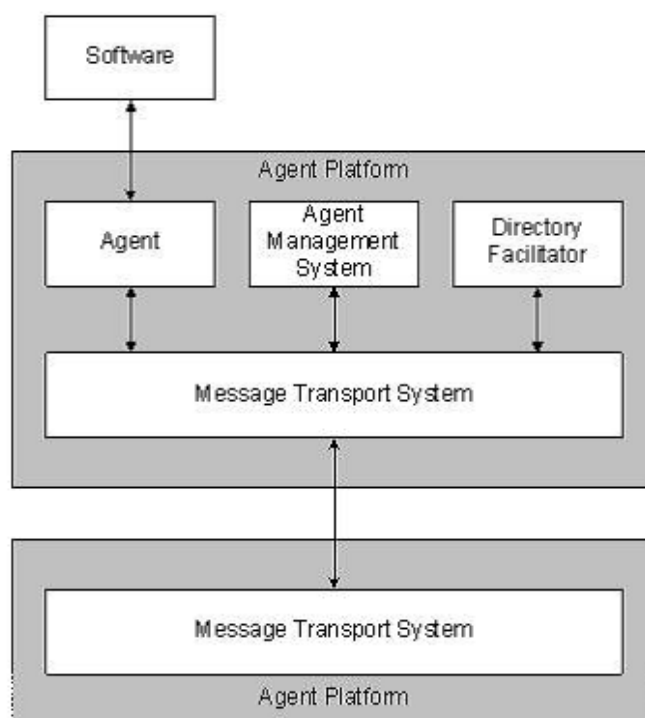 Software
Agent Platform
Agent
Agent
Management
System
Directory
Facilitator
Message Transport System
Message Transport System
Agent Platform